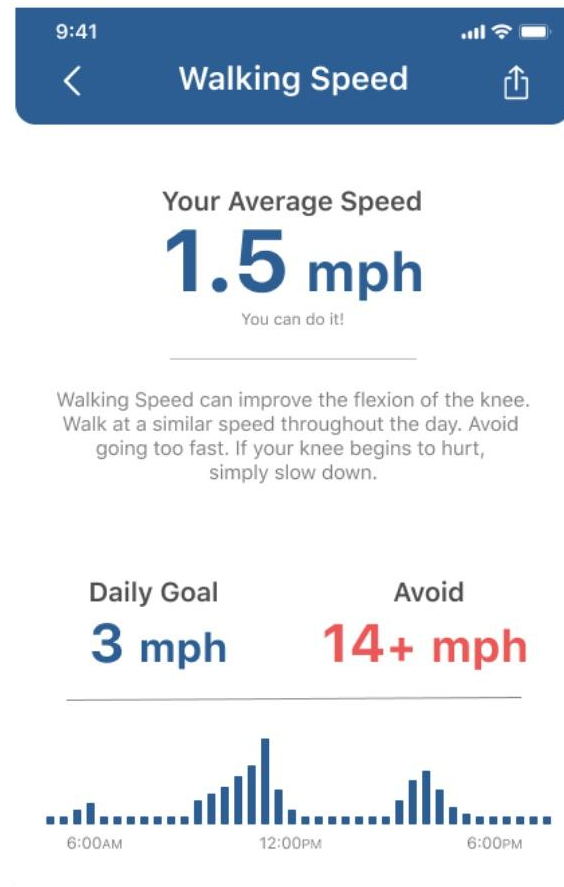 9:41
Walking Speed
Your Average Speed
1.5 mph
You can do it!
Walking Speed can improve the flexion of the knee.
Walk at a similar speed throughout the day. Avoid
going too fast. If your knee begins to hurt,
simply slow down.
Daily Goal
Avoid
3 mph
14+ mph
6:00AM
12:00PM
6:00PM